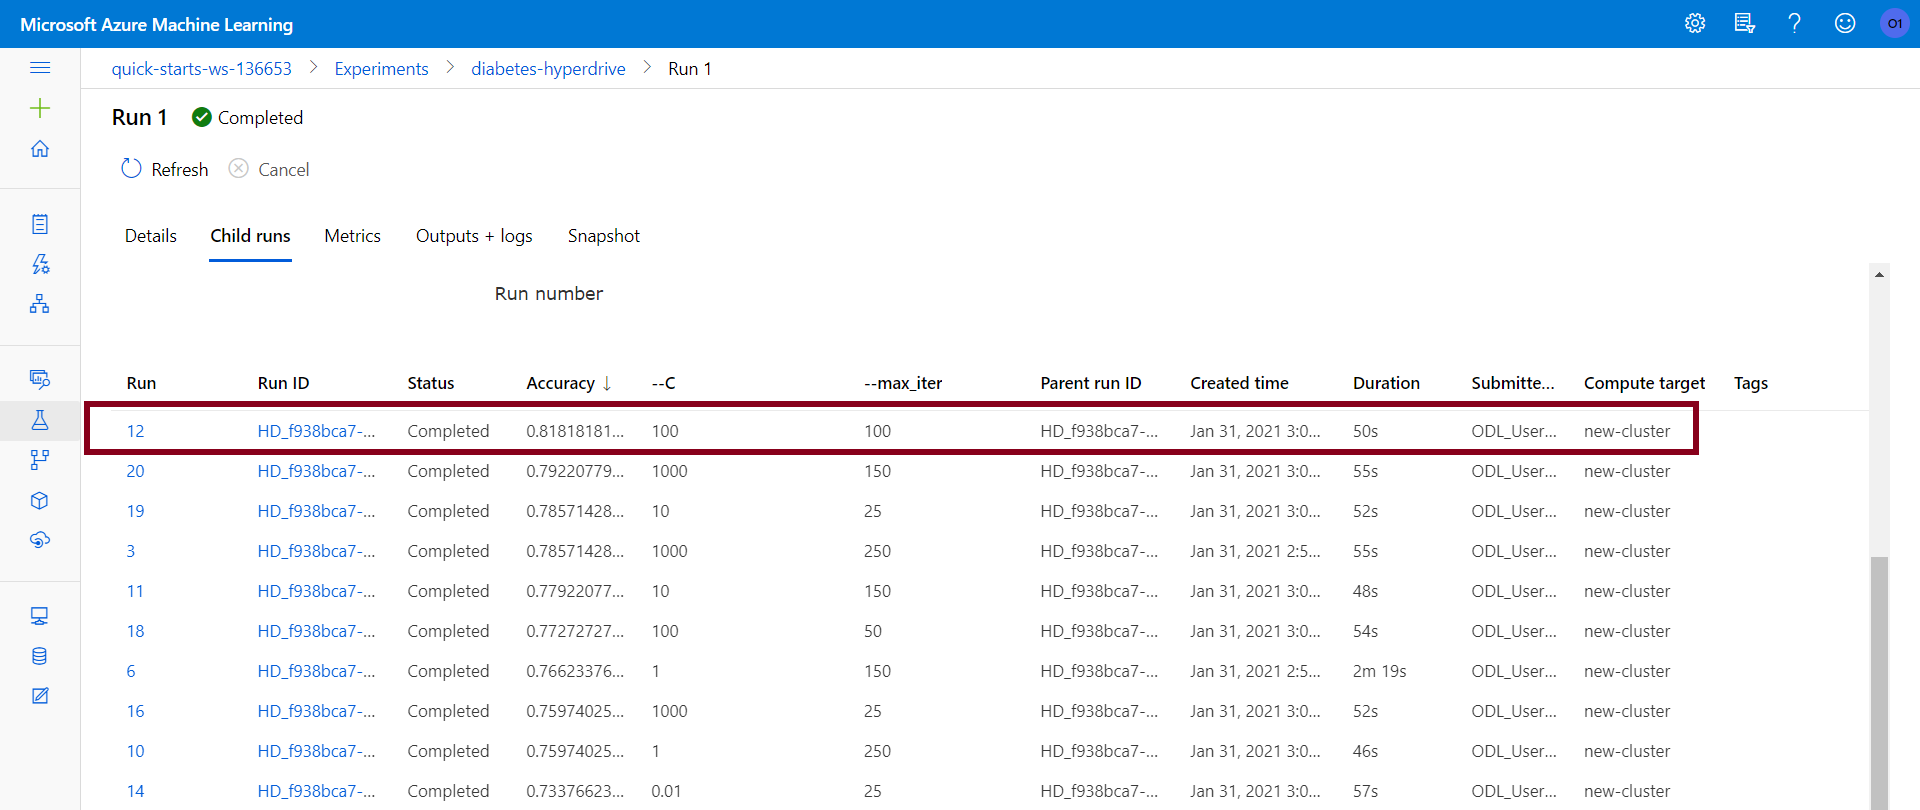 Microsoft Azure Machine Learning
O1
quick-starts-ws-136653 > Experiments > diabetes-hyperdrive > Run 1
Run 1 Completed
Refresh Cancel
Details Child runs Metrics Outputs + logs Snapshot
Run number
Run Run ID Status Accuracy ↓ --C --max_iter Parent run ID Created time Duration Submitte... Compute target Tags
12 HD_f938bca7-... Completed 0.81818181... 100 100 HD_f938bca7-... Jan 31, 2021 3:0... 50s ODL_User... new-cluster
20 HD_f938bca7-... Completed 0.79220779... 1000 150 HD_f938bca7-... Jan 31, 2021 3:0... 55s ODL_User... new-cluster
19 HD_f938bca7-... Completed 0.78571428... 10 25 HD_f938bca7-... Jan 31, 2021 3:0... 52s ODL_User... new-cluster
3 HD_f938bca7-... Completed 0.78571428... 1000 250 HD_f938bca7-... Jan 31, 2021 2:5... 55s ODL_User... new-cluster
11 HD_f938bca7-... Completed 0.77922077... 10 150 HD_f938bca7-... Jan 31, 2021 3:0... 48s ODL_User... new-cluster
18 HD_f938bca7-... Completed 0.77272727... 100 50 HD_f938bca7-... Jan 31, 2021 3:0... 54s ODL_User... new-cluster
6 HD_f938bca7-... Completed 0.76623376... 1 150 HD_f938bca7-... Jan 31, 2021 2:5... 2m 19s ODL_User... new-cluster
16 HD_f938bca7-... Completed 0.75974025... 1000 25 HD_f938bca7-... Jan 31, 2021 3:0... 52s ODL_User... new-cluster
10 HD_f938bca7-... Completed 0.75974025... 1 250 HD_f938bca7-... Jan 31, 2021 3:0... 46s ODL_User... new-cluster
14 HD_f938bca7-... Completed 0.73376623... 0.01 25 HD_f938bca7-... Jan 31, 2021 3:0... 57s ODL_User... new-cluster